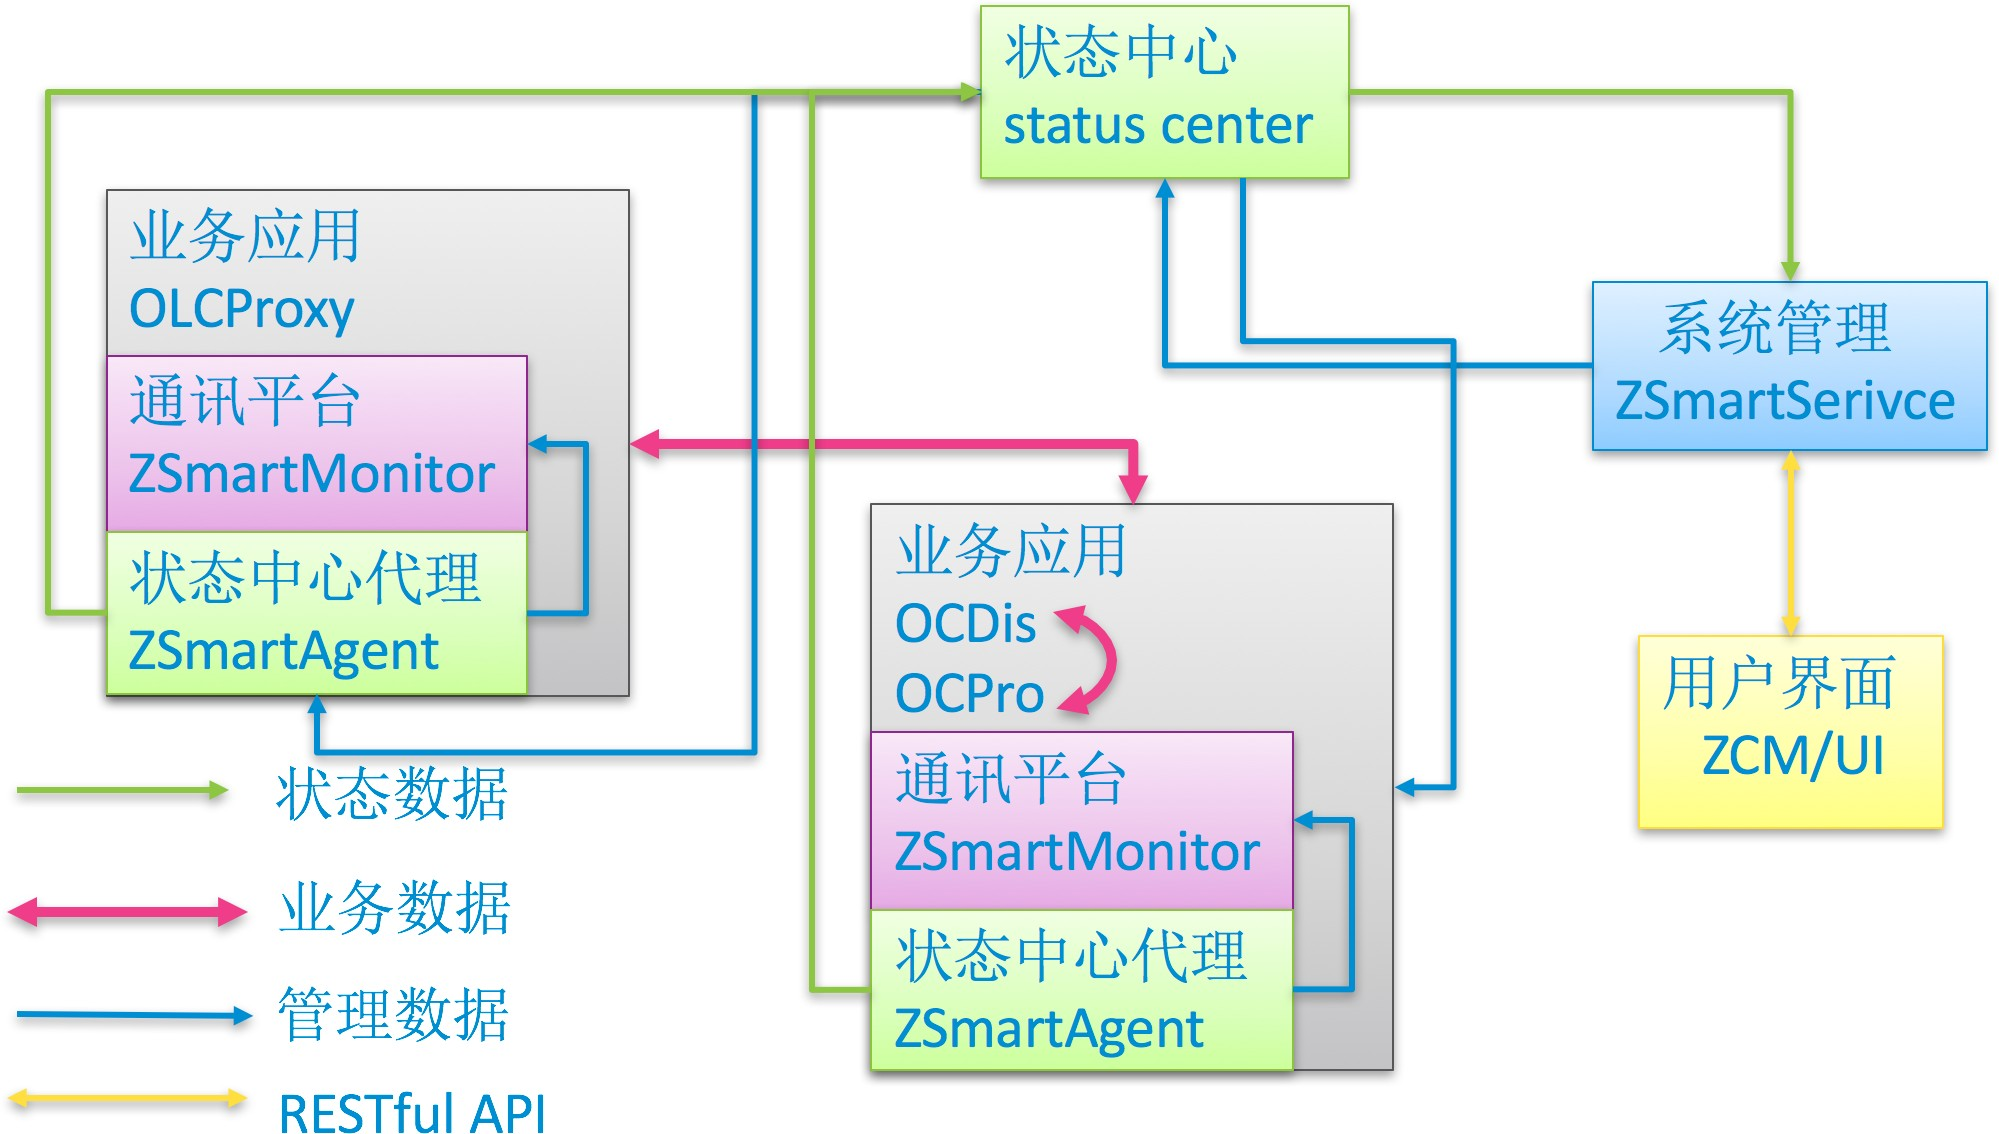 状态中心
status center
业务应用
OLCProxy
通讯平台
ZSmartMonitor
状态中心代理
ZSmartAgent
系统管理
ZSmartSerivce
业务应用
OCDis
OCPro
通讯平台
ZSmartMonitor
状态中心代理
ZSmartAgent
用户界面
ZCM/UI
状态数据
业务数据
管理数据
RESTful API